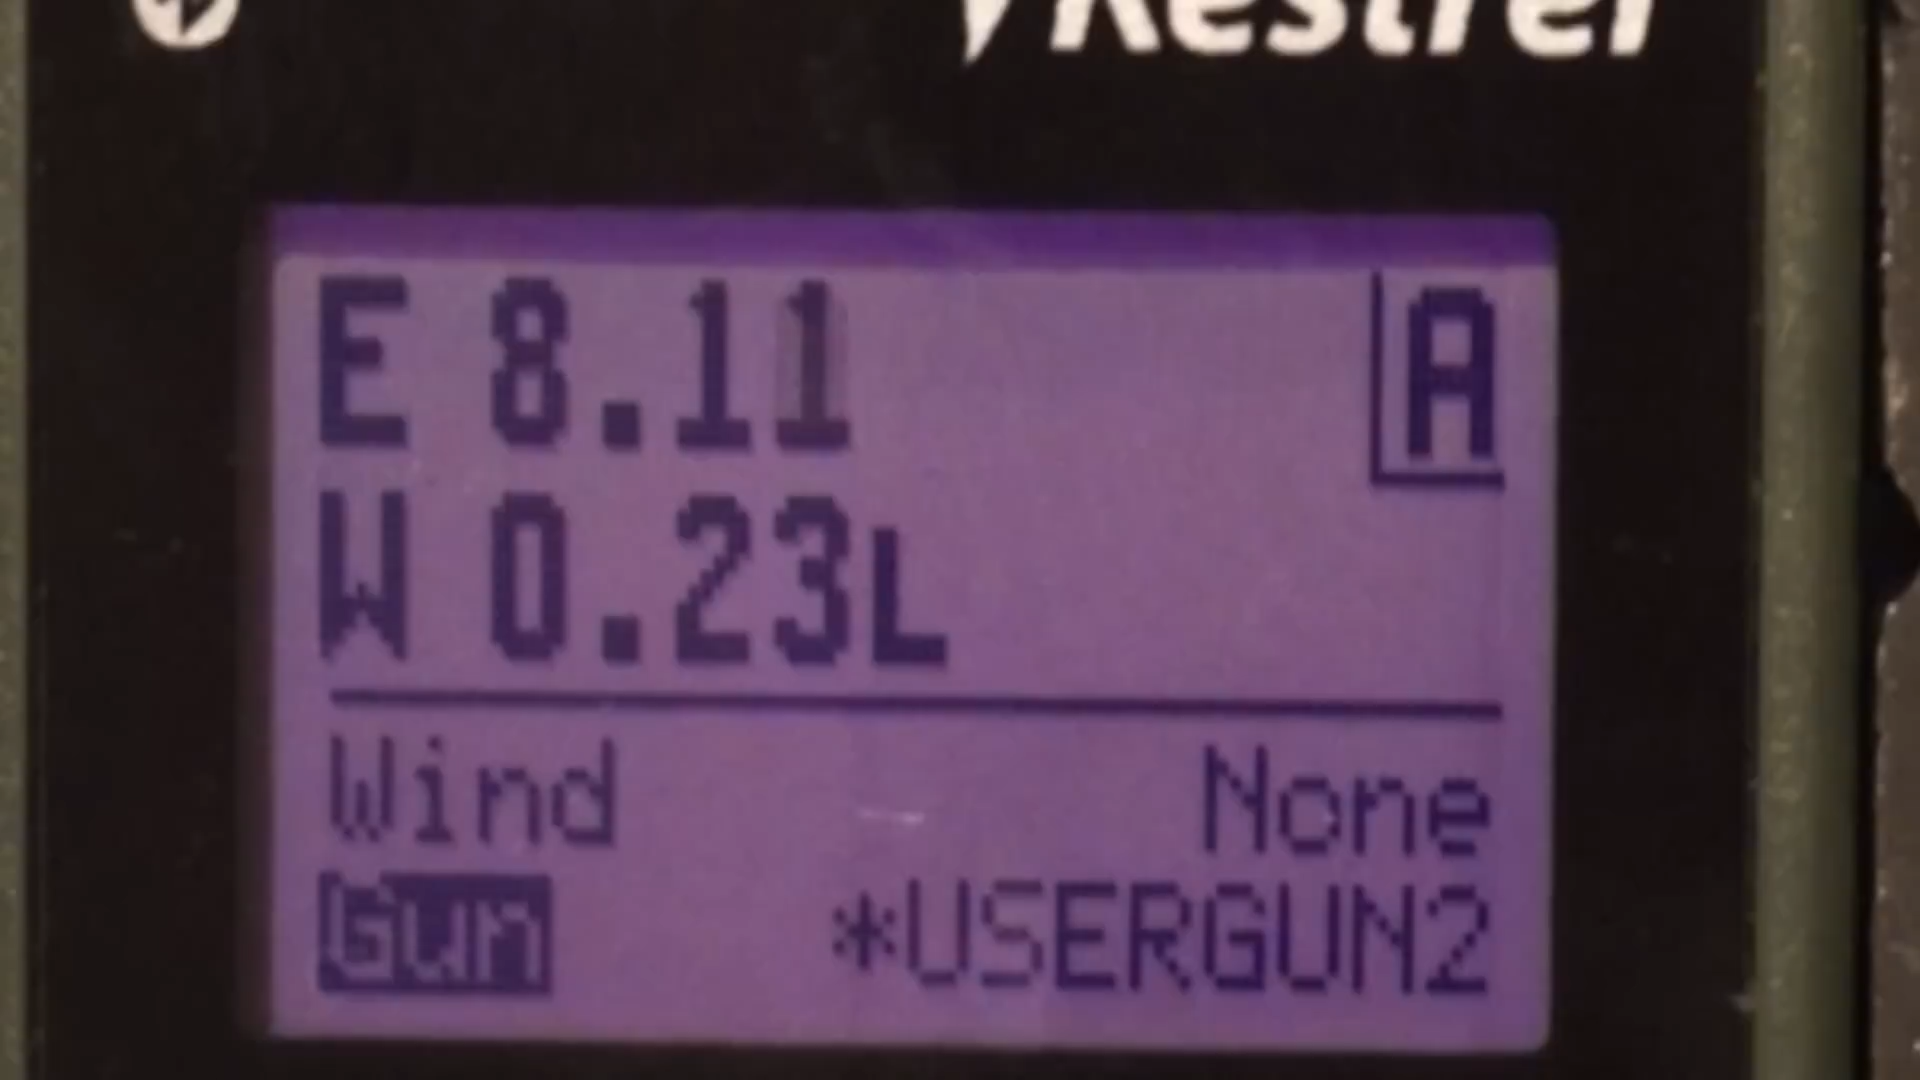 Kestrel
E 8.11 A
W 0.23L
Wind None
Gun *USERGUN2